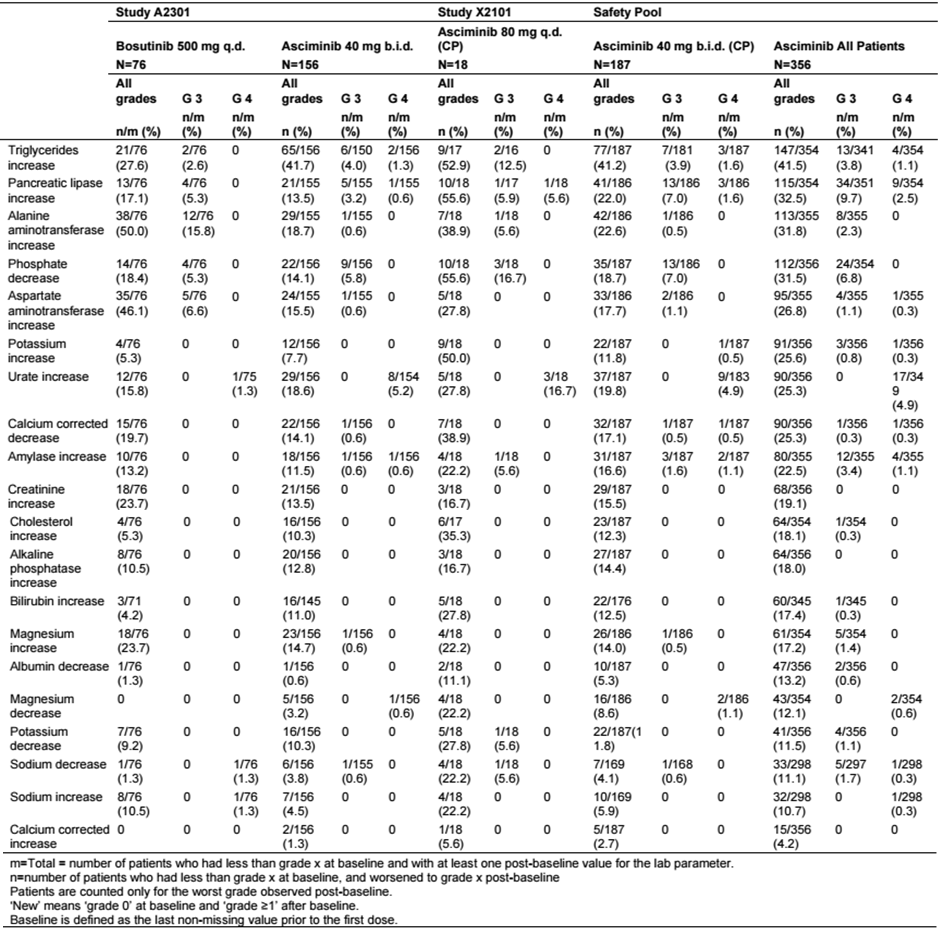 Study A2301 Study X2101 Safety Pool
Bosutinib 500 mg q.d. Asciminib 40 mg b.i.d. Asciminib 80 mg q.d. (CP) Asciminib 40 mg b.i.d. (CP) Asciminib All Patients
N=76 N=156 N=18 N=187 N=356
All grades G 3 G 4 All grades G 3 G 4 All grades G 3 G 4 All grades G 3 G 4 All grades G 3 G 4
n/m (%) n/m (%) n/m (%) n (%) n/m (%) n/m (%) n (%) n/m (%) n/m (%) n (%) n/m (%) n/m (%) n (%) n/m (%) n/m (%)
Triglycerides 21/76 2/76 0 65/156 6/150 2/156 9/17 2/16 0 77/187 7/181 3/187 147/354 13/341 4/354
increase (27.6) (2.6) (41.7) (4.0) (1.3) (52.9) (12.5) (41.2) (3.9) (1.6) (41.5) (3.8) (1.1)
Pancreatic lipase 13/76 4/76 0 21/155 5/155 1/155 10/18 1/17 1/18 41/186 13/186 3/186 115/354 34/351 9/354
increase (17.1) (5.3) (13.5) (3.2) (0.6) (55.6) (5.9) (5.6) (22.0) (7.0) (1.6) (32.5) (9.7) (2.5)
Alanine 38/76 12/76 0 29/155 1/155 0 7/18 1/18 0 42/186 1/186 0 113/355 8/355 0
aminotransferase (50.0) (15.8) (18.7) (0.6) (38.9) (5.6) (22.6) (0.5) (31.8) (2.3)
increase
Phosphate 14/76 4/76 0 22/156 9/156 0 10/18 3/18 0 35/187 13/186 0 112/356 24/354 0
decrease (18.4) (5.3) (14.1) (5.8) (55.6) (16.7) (18.7) (7.0) (31.5) (6.8)
Aspartate 35/76 5/76 0 24/155 1/155 0 5/18 0 0 33/186 2/186 0 95/355 4/355 1/355
aminotransferase (46.1) (6.6) (15.5) (0.6) (27.8) (17.7) (1.1) (26.8) (1.1) (0.3)
increase
Potassium 4/76 0 0 12/156 0 0 9/18 0 0 22/187 0 1/187 91/356 3/356 1/356
increase (5.3) (7.7) (50.0) (11.8) (0.5) (25.6) (0.8) (0.3)
Urate increase 12/76 0 1/75 29/156 0 8/154 5/18 0 3/18 37/187 0 9/183 90/356 0 17/34
(15.8) (1.3) (18.6) (5.2) (27.8) (16.7) (19.8) (4.9) (25.3) 9
(4.9)
Calcium corrected 15/76 0 0 22/156 1/156 0 7/18 0 0 32/187 1/187 1/187 90/356 1/356 1/356
decrease (19.7) (14.1) (0.6) (38.9) (17.1) (0.5) (0.5) (25.3) (0.3) (0.3)
Amylase increase 10/76 0 0 18/156 1/156 1/156 4/18 1/18 0 31/187 3/187 2/187 80/355 12/355 4/355
(13.2) (11.5) (0.6) (0.6) (22.2) (5.6) (16.6) (1.6) (1.1) (22.5) (3.4) (1.1)
Creatinine 18/76 0 0 21/156 0 0 3/18 0 0 29/187 0 0 68/356 0 0
increase (23.7) (13.5) (16.7) (15.5) (19.1)
Cholesterol 4/76 0 0 16/156 0 0 6/17 0 0 23/187 0 0 64/354 1/354 0
increase (5.3) (10.3) (35.3) (12.3) (18.1) (0.3)
Alkaline 8/76 0 0 20/156 0 0 3/18 0 0 27/187 0 0 64/356 0 0
phosphatase (10.5) (12.8) (16.7) (14.4) (18.0)
increase
Bilirubin increase 3/71 0 0 16/145 0 0 5/18 0 0 22/176 0 0 60/345 1/345 0
(4.2) (11.0) (27.8) (12.5) (17.4) (0.3)
Magnesium 18/76 0 0 23/156 1/156 0 4/18 0 0 26/186 1/186 0 61/354 5/354 0
increase (23.7) (14.7) (0.6) (22.2) (14.0) (0.5) (17.2) (1.4)
Albumin decrease 1/76 0 0 1/156 0 0 2/18 0 0 10/187 0 0 47/356 2/356 0
(1.3) (0.6) (11.1) (5.3) (13.2) (0.6)
Magnesium 0 0 0 5/156 0 1/156 4/18 0 0 16/186 0 2/186 43/354 0 2/354
decrease (3.2) (0.6) (22.2) (8.6) (1.1) (12.1) (0.6)
Potassium 7/76 0 0 16/156 0 0 5/18 1/18 0 22/187(1 0 0 41/356 4/356 0
decrease (9.2) (10.3) (27.8) (5.6) 1.8) (11.5) (1.1)
Sodium decrease 1/76 0 1/76 6/156 1/155 0 4/18 1/18 0 7/169 1/168 0 33/298 5/297 1/298
(1.3) (1.3) (3.8) (0.6) (22.2) (5.6) (4.1) (0.6) (11.1) (1.7) (0.3)
Sodium increase 8/76 0 1/76 7/156 0 0 4/18 0 0 10/169 0 0 32/298 0 1/298
(10.5) (1.3) (4.5) (22.2) (5.9) (10.7) (0.3)
Calcium corrected 0 0 0 2/156 0 0 1/18 0 0 5/187 0 0 15/356 0 0
increase (1.3) (5.6) (2.7) (4.2)
m=Total = number of patients who had less than grade x at baseline and with at least one post-baseline value for the lab parameter.
n=number of patients who had less than grade x at baseline, and worsened to grade x post-baseline
Patients are counted only for the worst grade observed post-baseline.
‘New’ means ‘grade 0’ at baseline and ‘grade ≥1’ after baseline.
Baseline is defined as the last non-missing value prior to the first dose.